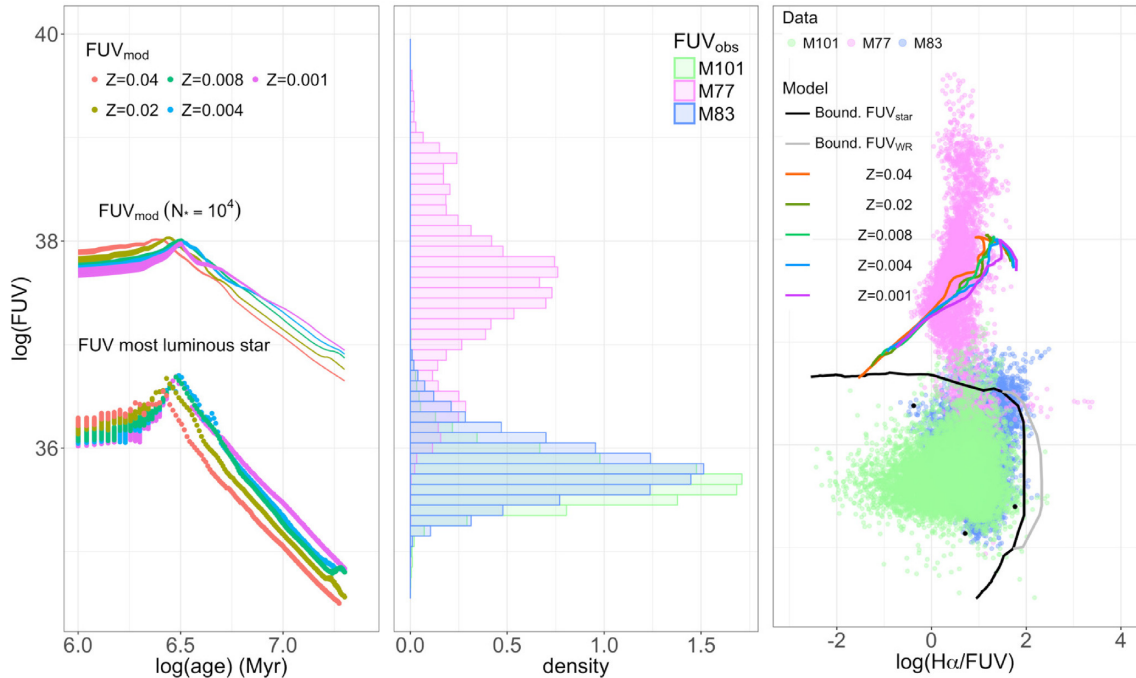 40
38
36
log(FUV)
FUVmod
Z=0.04 Z=0.008 Z=0.001
Z=0.02 Z=0.004
FUVmod (N* = 10^4)
FUV most luminous star
6.0 6.5 7.0
log(age) (Myr)
FUVobs
M101
M77
M83
0.0 0.5 1.0 1.5
density
Data
M101 M77 M83
Model
Bound. FUVstar
Bound. FUVWR
Z=0.04
Z=0.02
Z=0.008
Z=0.004
Z=0.001
-2 0 2 4
log(Hα/FUV)